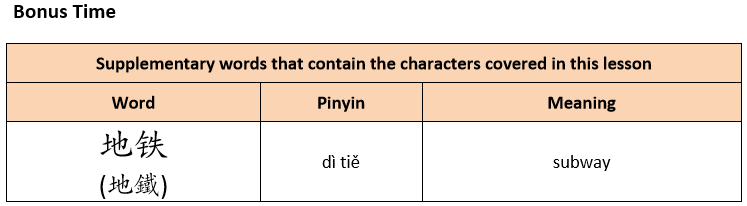 Bonus Time
Supplementary words that contain the characters covered in this lesson
Word Pinyin Meaning
地铁
(地鐵)
dì tiě
subway